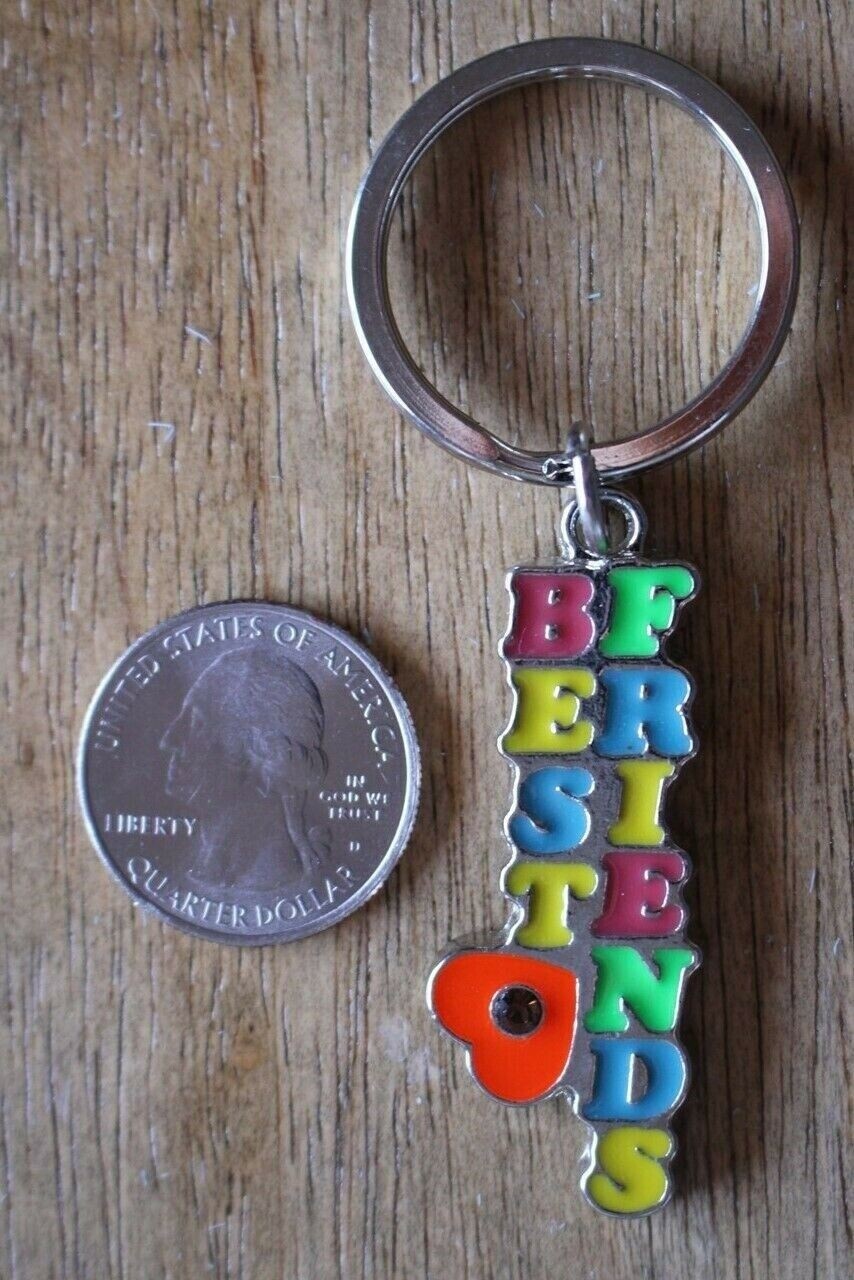 UNITED STATES OF AMERICA
LIBERTY
IN
GOD WE
TRUST
D
QUARTER DOLLAR
BEST
FRIENDS